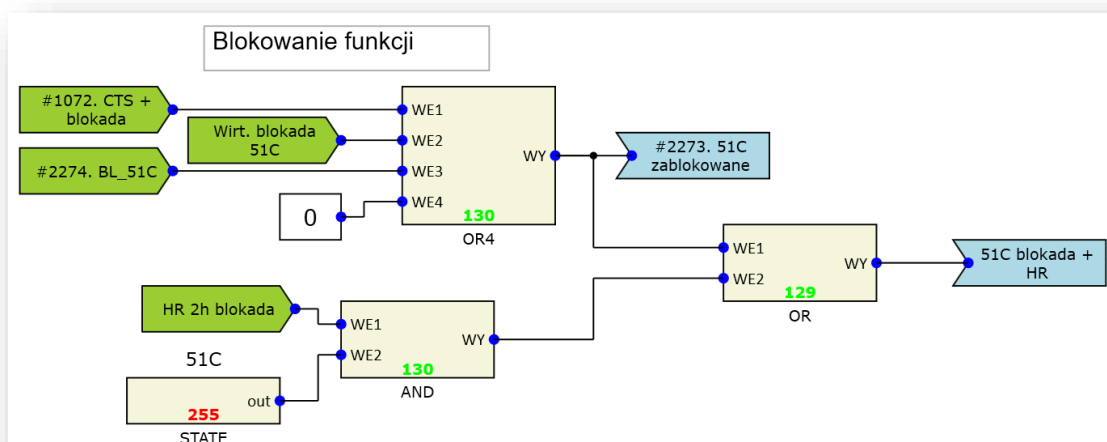 Blokowanie funkcji
#1072. CTS +
blokada
Wirt. blokada
51C
#2274. BL_51C
0
WE1
WE2
WE3
WE4
WY
130
OR4
#2273. 51C
zablokowane
WE1
WE2
WY
129
OR
51C blokada +
HR
HR 2h blokada
WE1
WE2
WY
130
AND
51C
out
255
STATE